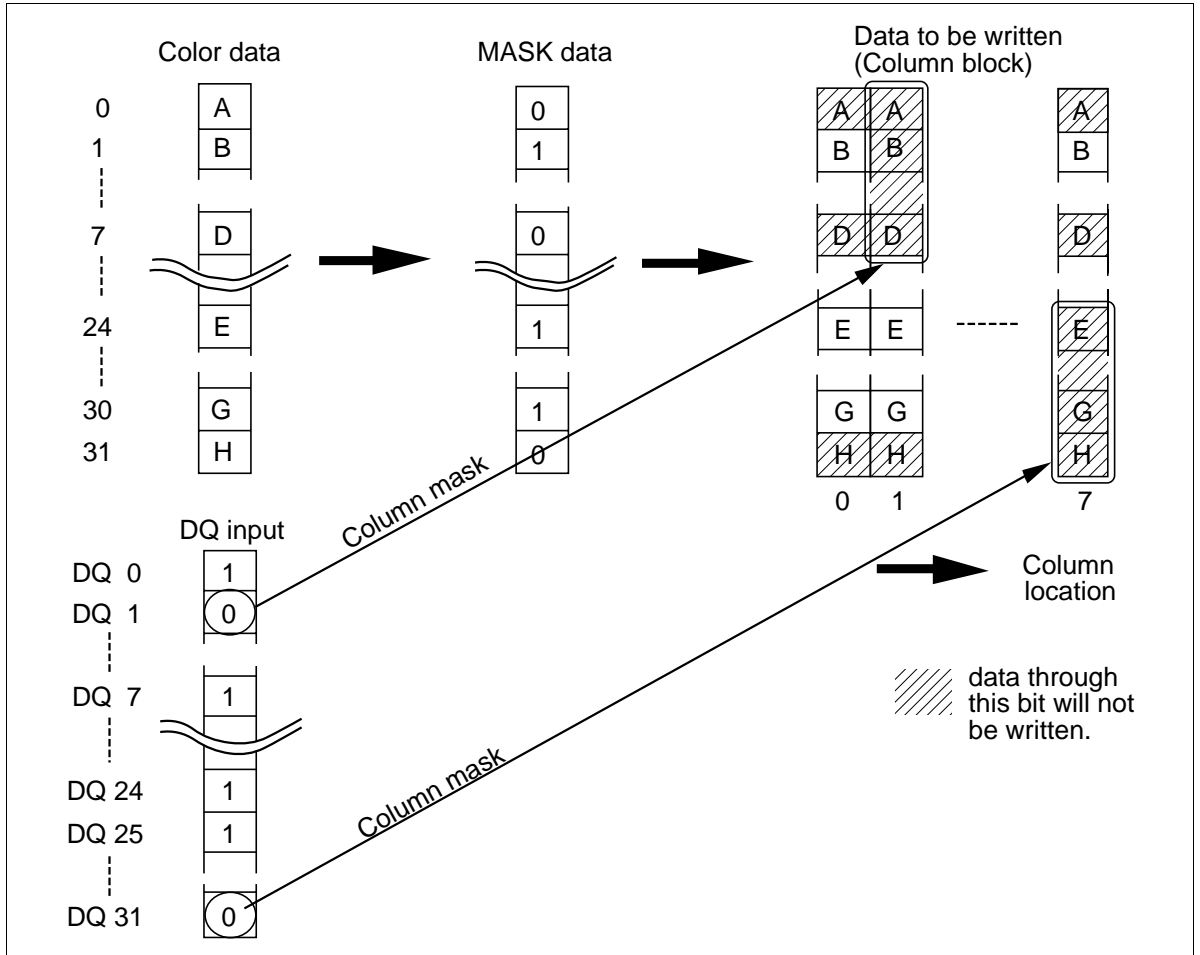 Color data
MASK data
Data to be written
(Column block)
0 A 0 A A A
1 B 1 B B B
7 D 0 D D D
24 E 1 E E ------ E
30 G 1 G G G
31 H 0 H H H
0 1 7
Column mask
DQ input
DQ 0 1
DQ 1 0
DQ 7 1
DQ 24 1
DQ 25 1
DQ 31 0
Column mask
Column
location
data through
this bit will not
be written.